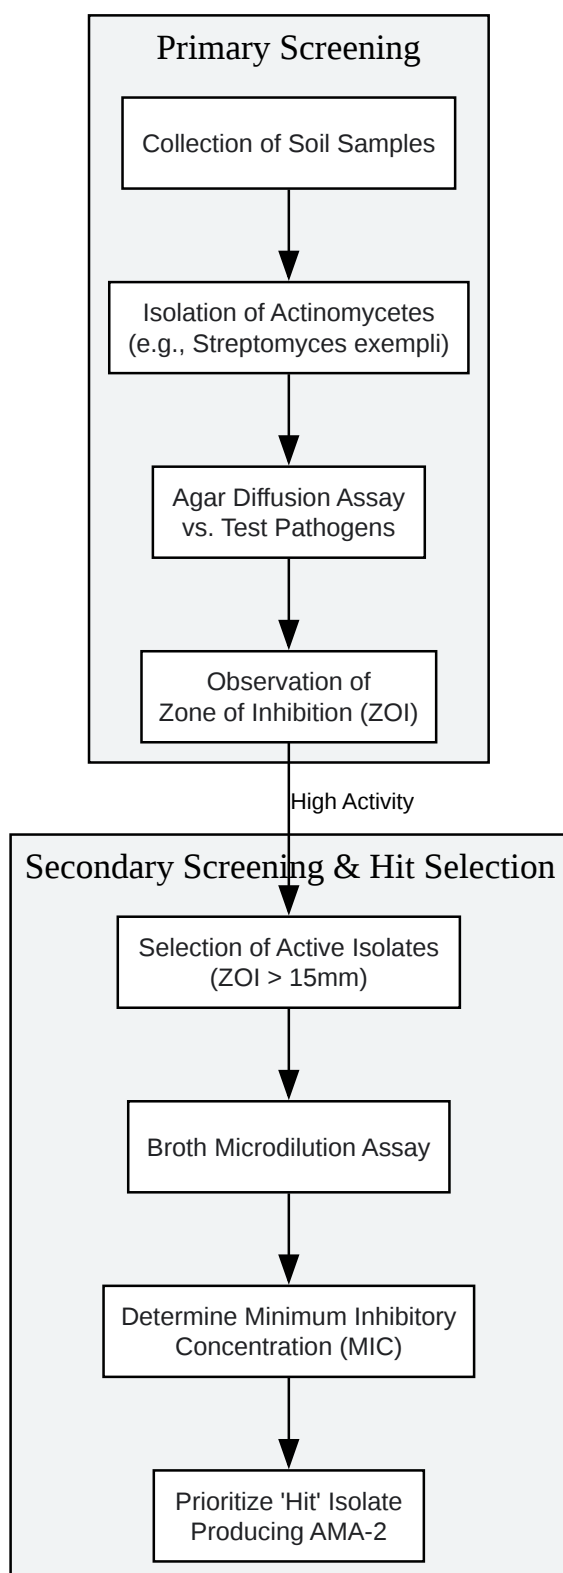 Primary Screening
Collection of Soil Samples
Isolation of Actinomycetes
(e.g., Streptomyces exempli)
Agar Diffusion Assay
vs. Test Pathogens
Observation of
Zone of Inhibition (ZOI)
High Activity
Secondary Screening & Hit Selection
Selection of Active Isolates
(ZOI > 15mm)
Broth Microdilution Assay
Determine Minimum Inhibitory
Concentration (MIC)
Prioritize 'Hit' Isolate
Producing AMA-2